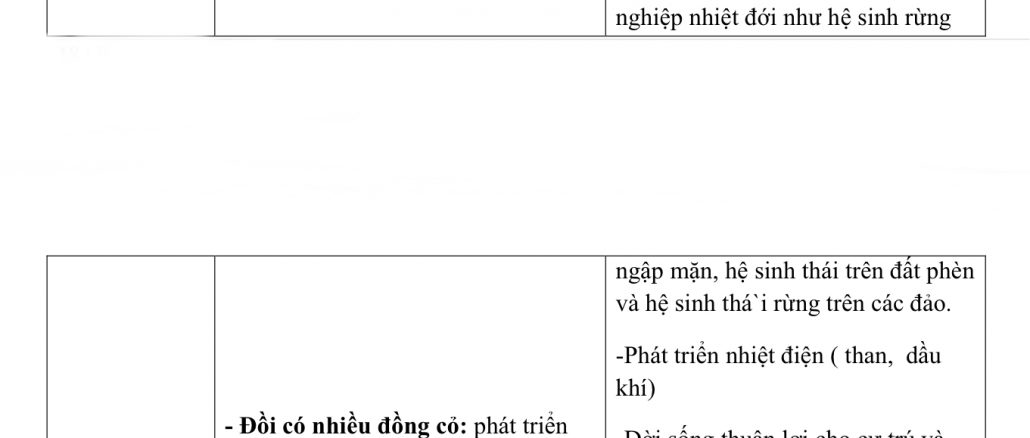 nghiệp nhiệt đới như hệ sinh rừng
ngập mặn, hệ sinh thái trên đất phèn
và hệ sinh thá`i rừng trên các đảo.
-Phát triển nhiệt điện ( than, dầu
khí)
- Đồi có nhiều đồng cỏ: phát triển